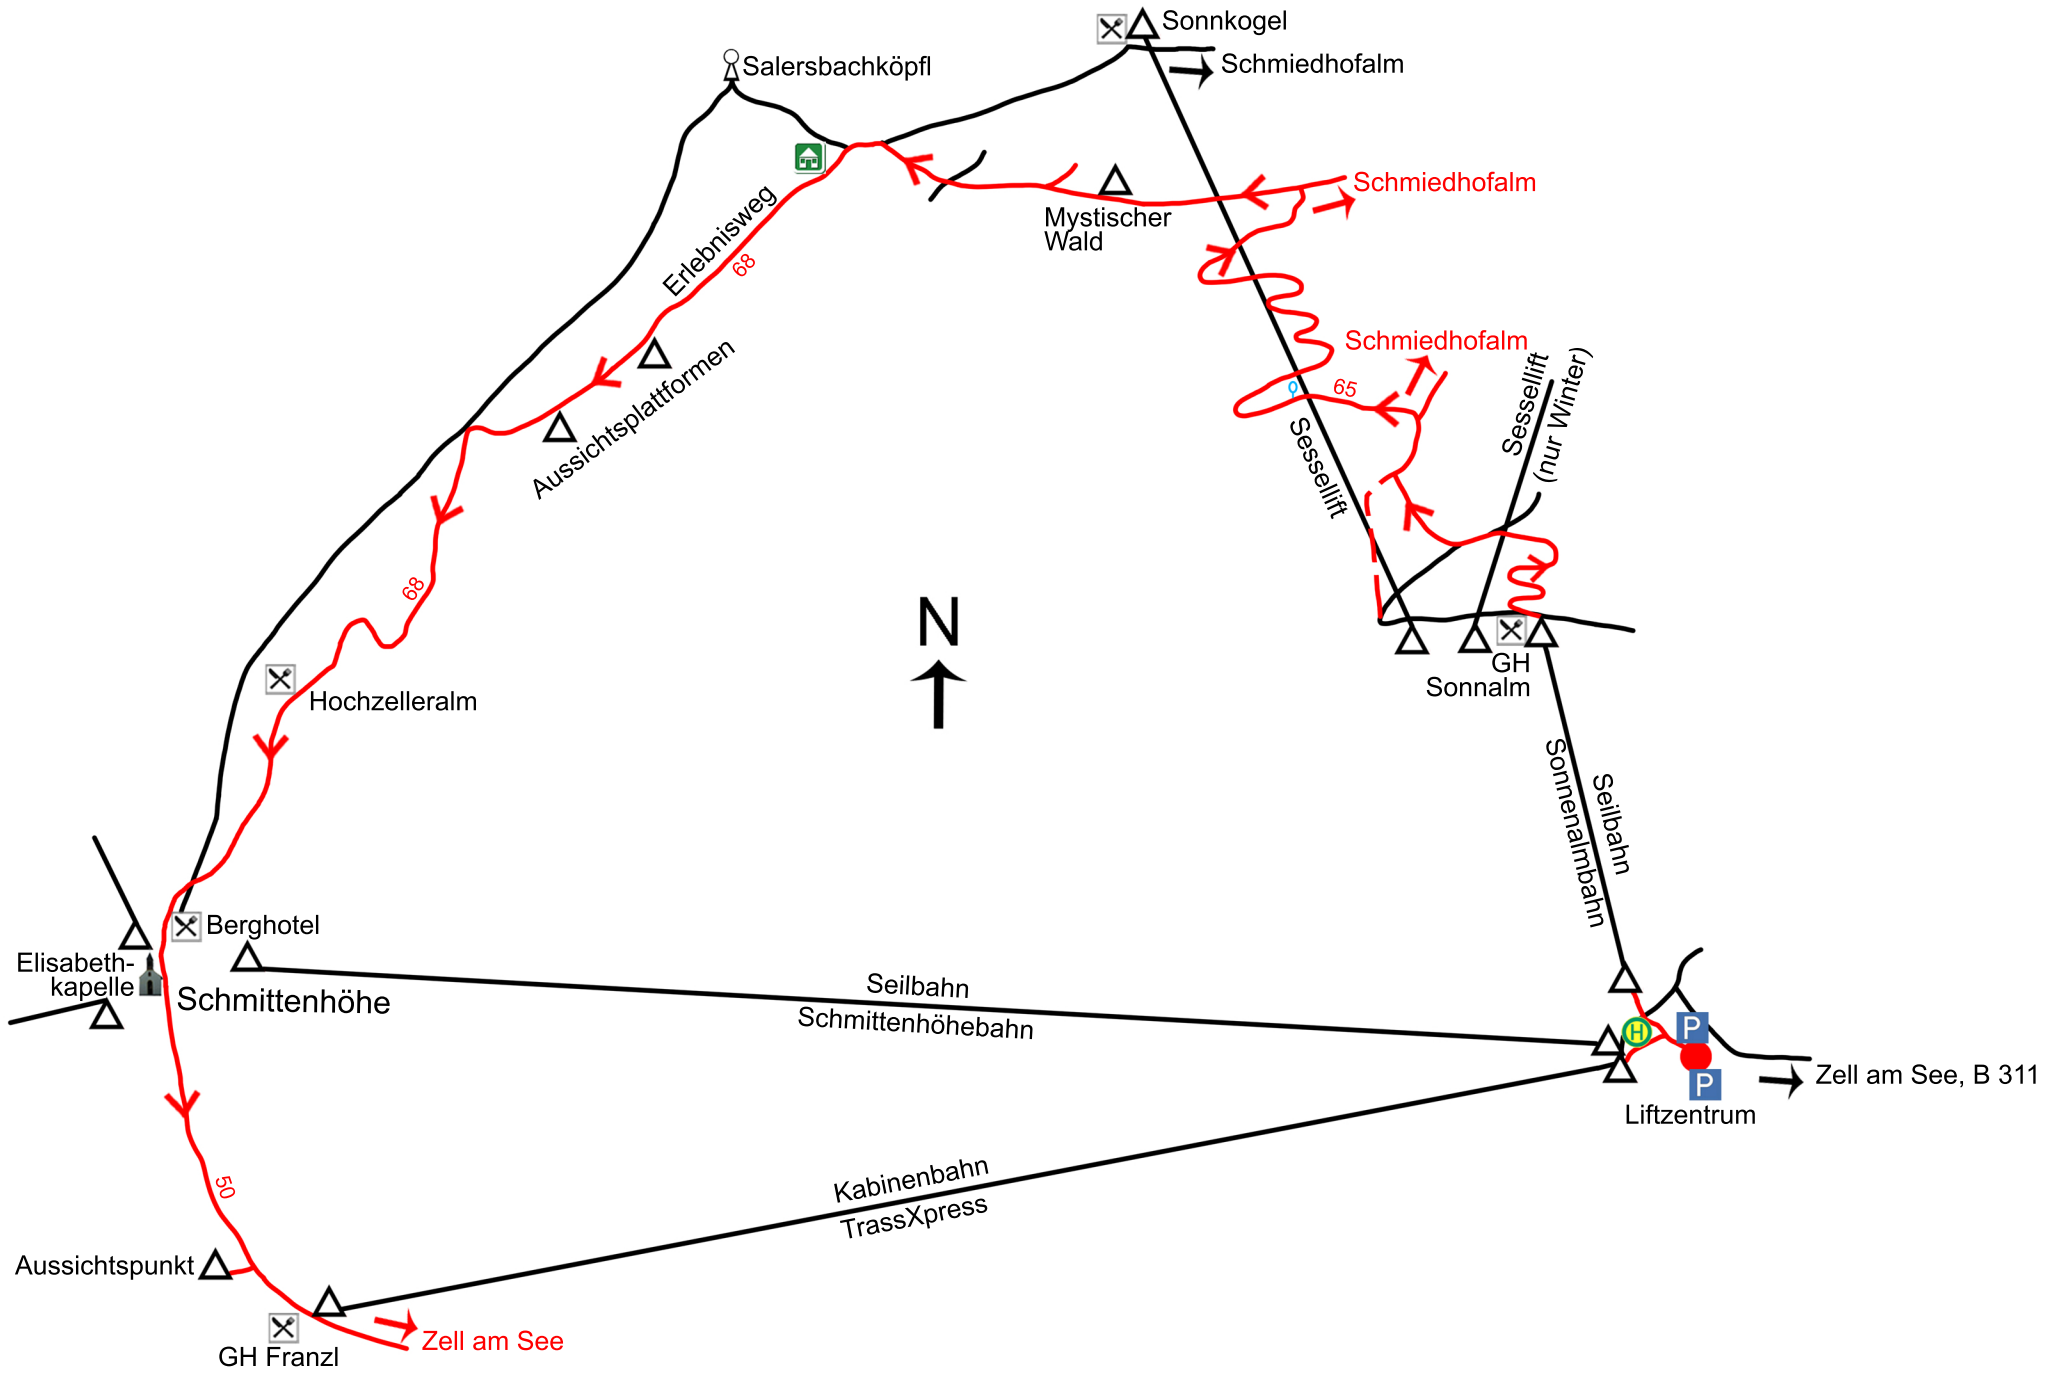 Sonnkogel
Salersbachköpfl
Schmiedhofalm
Schmiedhofalm
Mystischer
Wald
Erlebnisweg
68
Schmiedhofalm
Aussichtsplattformen
65
Sessellift
(nur Winter)
Sessellift
68
N
GH
Sonnalm
Hochzelleralm
Seilbahn
Sonnenalmbahn
Berghotel
Elisabeth-
kapelle
Schmittenhöhe
Seilbahn
Schmittenhöhebahn
H
P
P
Zell am See, B 311
Liftzentrum
Kabinenbahn
TrassXpress
50
Aussichtspunkt
Zell am See
GH Franzl